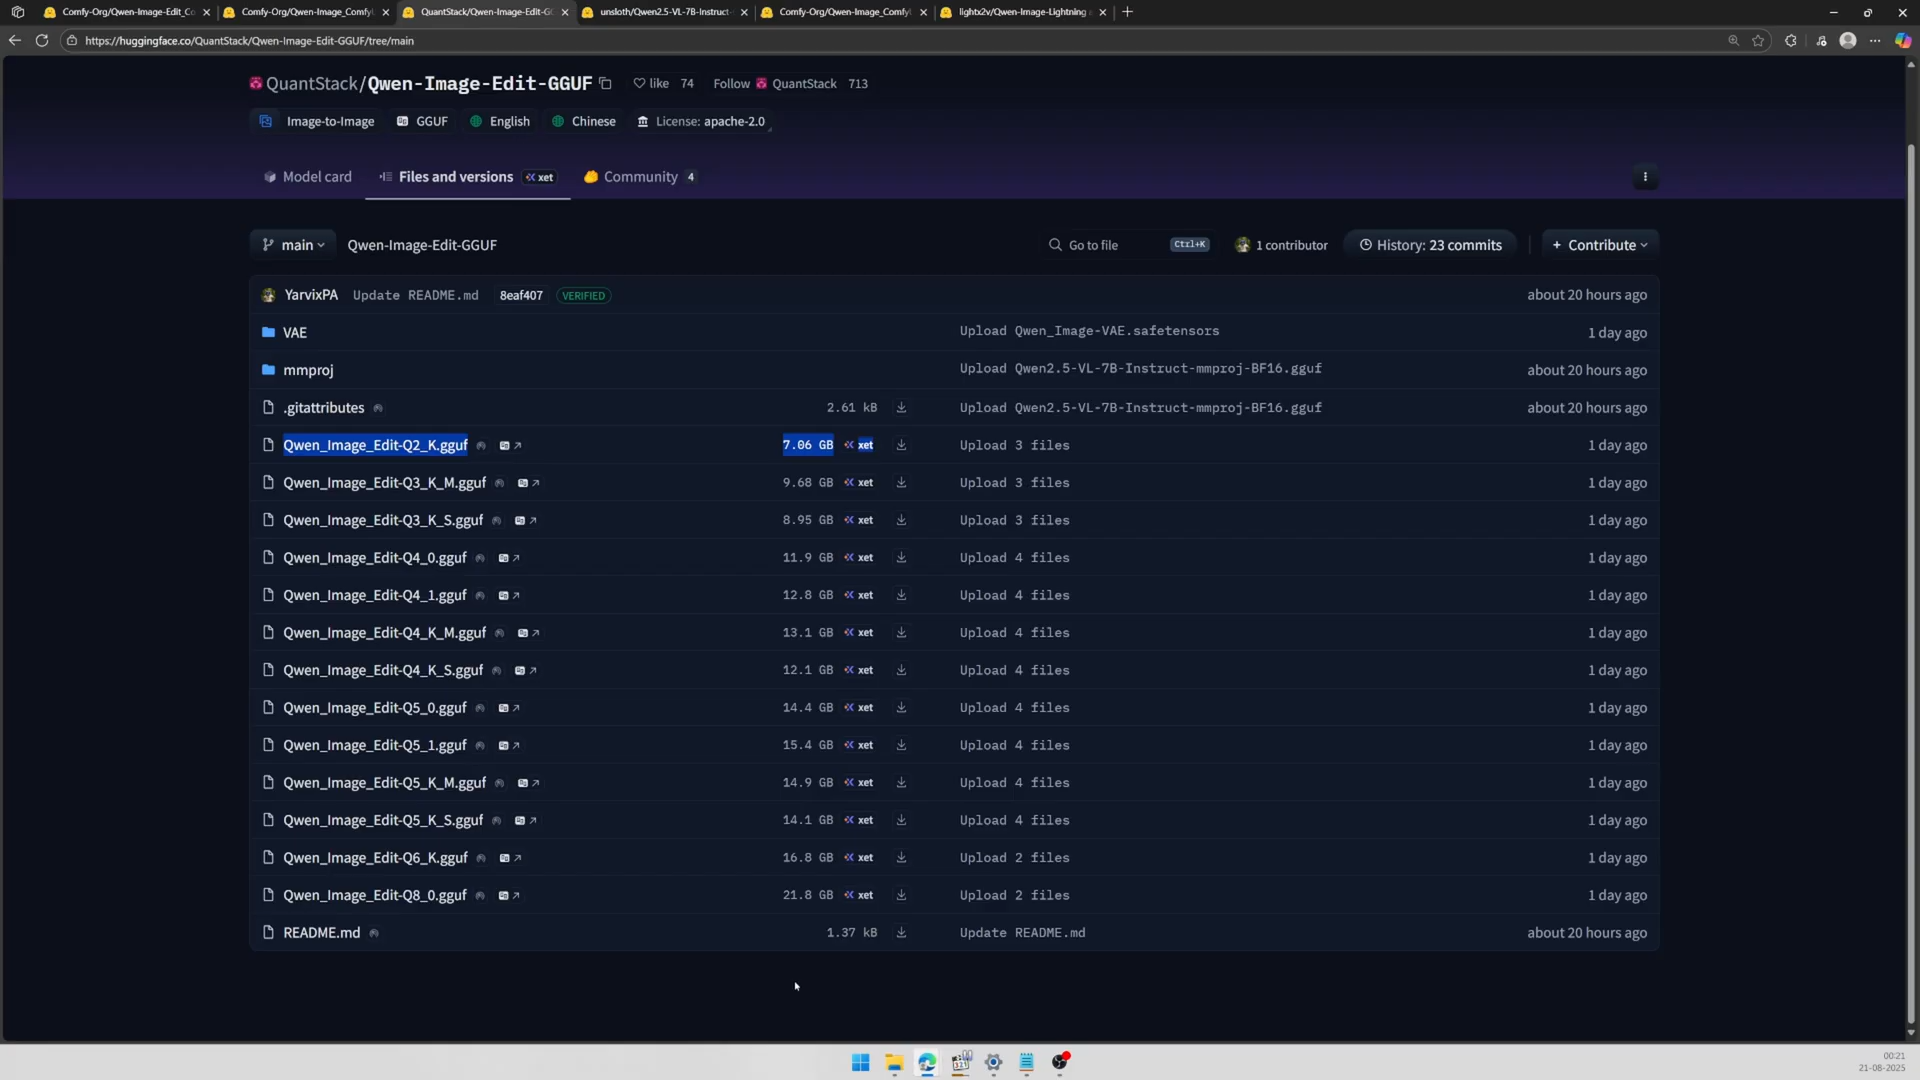 Comfy-Org/Qwen-Image-Edit_Co
Comfy-Org/Qwen-Image_ComfyU
QuantStack/Qwen-Image-Edit-GG
unsloth/Qwen2.5-VL-7B-Instruct-
Comfy-Org/Qwen-Image_ComfyU
lightx2v/Qwen-Image-Lightning
https://huggingface.co/QuantStack/Qwen-Image-Edit-GGUF/tree/main
QuantStack/Qwen-Image-Edit-GGUF like 74 Follow QuantStack 713
Image-to-Image GGUF English Chinese License: apache-2.0
Model card Files and versions xet Community 4
main Qwen-Image-Edit-GGUF Go to file Ctrl+K 1 contributor History: 23 commits + Contribute
YarvixPA Update README.md 8eaf407 VERIFIED about 20 hours ago
VAE Upload Qwen_Image-VAE.safetensors 1 day ago
mmproj Upload Qwen2.5-VL-7B-Instruct-mmproj-BF16.gguf about 20 hours ago
.gitattributes 2.61 kB Upload Qwen2.5-VL-7B-Instruct-mmproj-BF16.gguf about 20 hours ago
Qwen_Image_Edit-Q2_K.gguf 7.06 GB xet Upload 3 files 1 day ago
Qwen_Image_Edit-Q3_K_M.gguf 9.68 GB xet Upload 3 files 1 day ago
Qwen_Image_Edit-Q3_K_S.gguf 8.95 GB xet Upload 3 files 1 day ago
Qwen_Image_Edit-Q4_0.gguf 11.9 GB xet Upload 4 files 1 day ago
Qwen_Image_Edit-Q4_1.gguf 12.8 GB xet Upload 4 files 1 day ago
Qwen_Image_Edit-Q4_K_M.gguf 13.1 GB xet Upload 4 files 1 day ago
Qwen_Image_Edit-Q4_K_S.gguf 12.1 GB xet Upload 4 files 1 day ago
Qwen_Image_Edit-Q5_0.gguf 14.4 GB xet Upload 4 files 1 day ago
Qwen_Image_Edit-Q5_1.gguf 15.4 GB xet Upload 4 files 1 day ago
Qwen_Image_Edit-Q5_K_M.gguf 14.9 GB xet Upload 4 files 1 day ago
Qwen_Image_Edit-Q5_K_S.gguf 14.1 GB xet Upload 4 files 1 day ago
Qwen_Image_Edit-Q6_K.gguf 16.8 GB xet Upload 2 files 1 day ago
Qwen_Image_Edit-Q8_0.gguf 21.8 GB xet Upload 2 files 1 day ago
README.md 1.37 kB Update README.md about 20 hours ago
00:21
21-08-2025